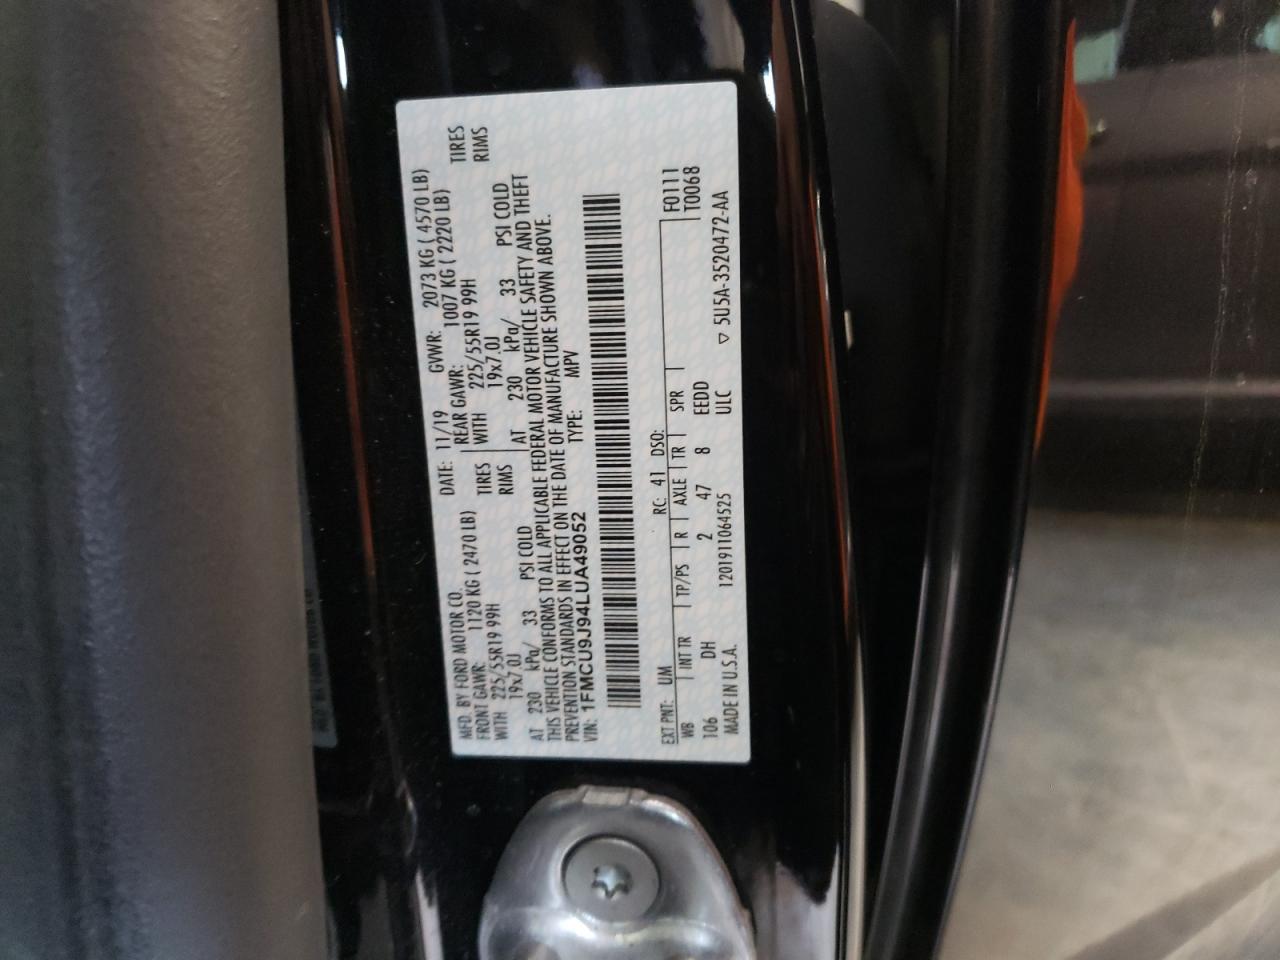 MFD. BY FORD MOTOR CO. DATE: 11/19 GVWR: 2073 KG ( 4570 LB)
FRONT GAWR: 1120 KG ( 2470 LB) REAR GAWR: 1007 KG ( 2220 LB)
WITH 225/55R19 99H TIRES WITH 225/55R19 99H TIRES
19x7.0J RIMS 19x7.0J RIMS
AT 230 kPa/ 33 PSI COLD AT 230 kPa/ 33 PSI COLD
THIS VEHICLE CONFORMS TO ALL APPLICABLE FEDERAL MOTOR VEHICLE SAFETY AND THEFT
PREVENTION STANDARDS IN EFFECT ON THE DATE OF MANUFACTURE SHOWN ABOVE.
VIN: 1FMCU9J94LUA49052 TYPE: MPV
EXT PNT: UM RC: 41 DSO: F0111
WB INT TR TP/PS R AXLE TR SPR T0068
106 DH 2 47 8 EEDD
MADE IN U.S.A. 1201911064525 ULC ▽ 5U5A-3520472-AA